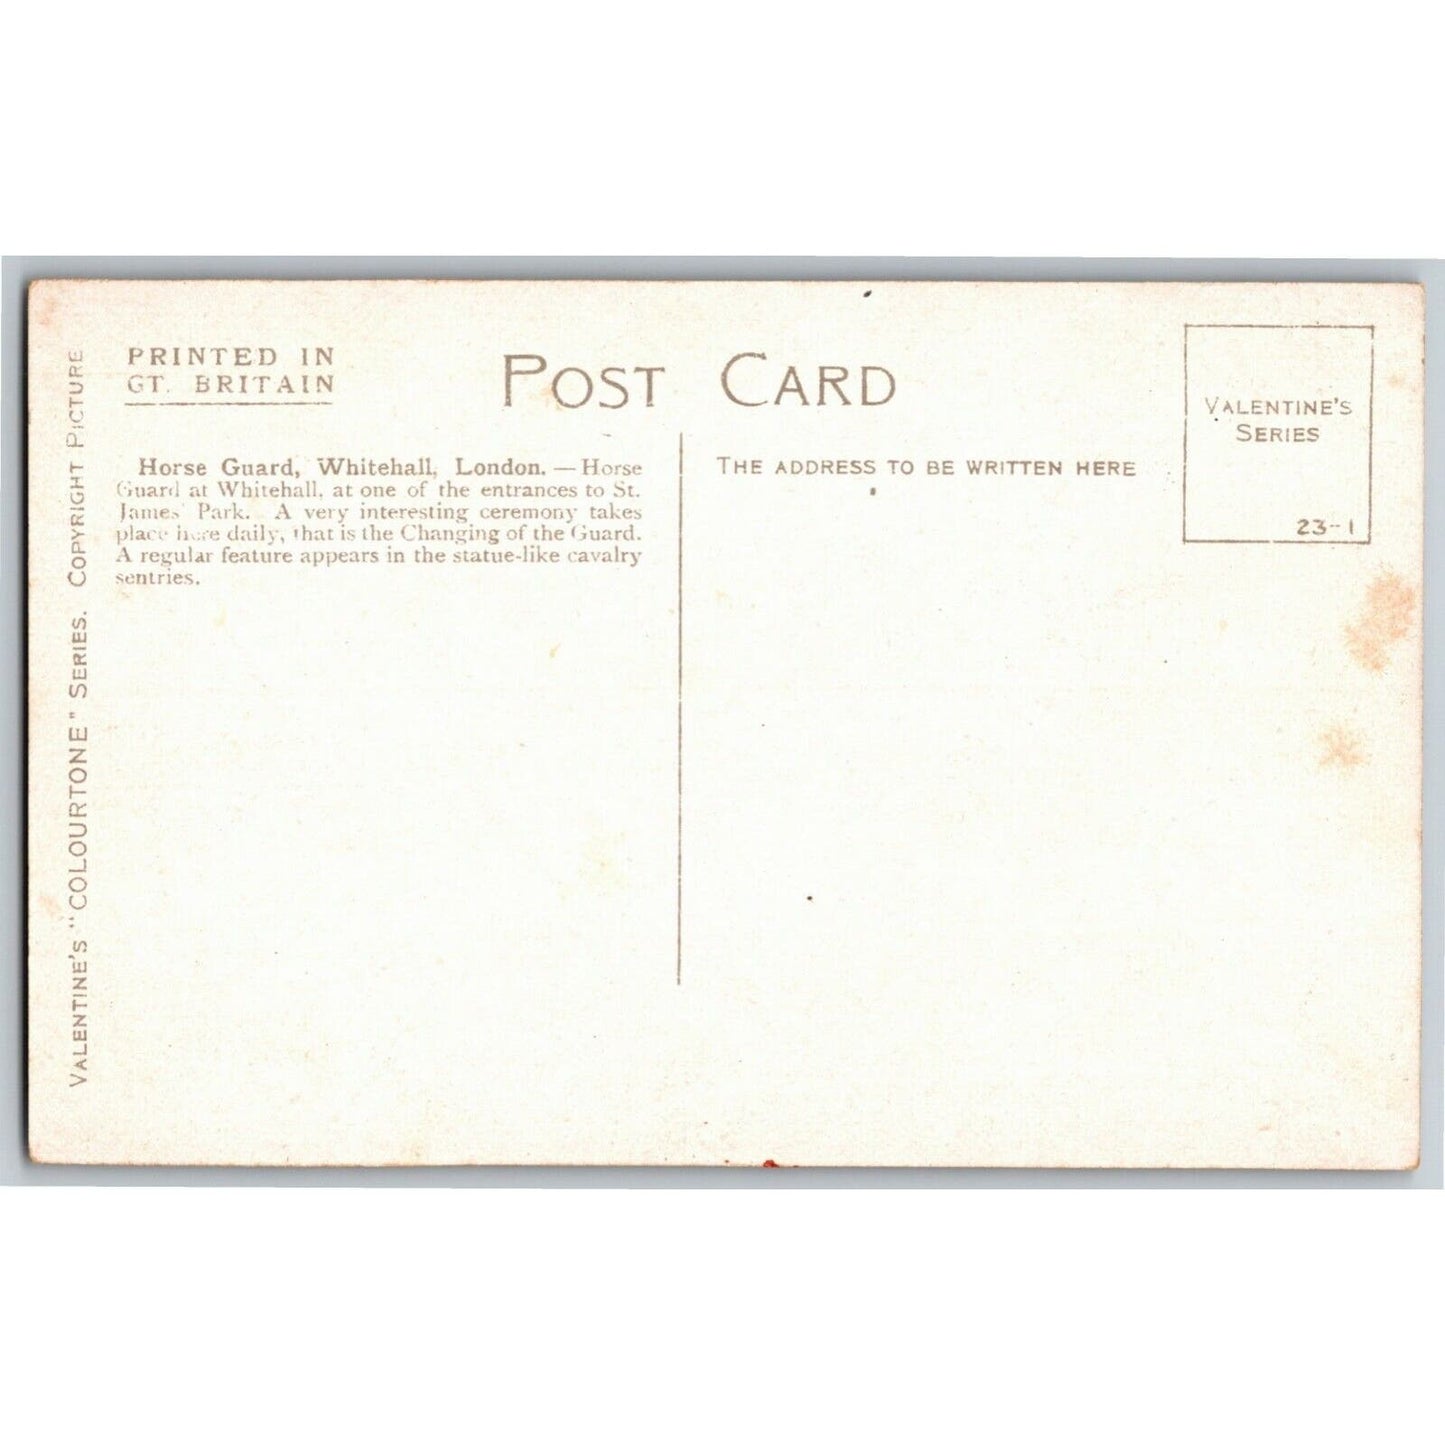 PRINTED IN
GT. BRITAIN
POST CARD
VALENTINE'S
SERIES
23-1
Horse Guard, Whitehall, London. — Horse
Guard at Whitehall, at one of the entrances to St.
James' Park. A very interesting ceremony takes
place here daily, that is the Changing of the Guard.
A regular feature appears in the statue-like cavalry
sentries.
THE ADDRESS TO BE WRITTEN HERE
VALENTINE'S "COLOURTONE" SERIES. COPYRIGHT PICTURE